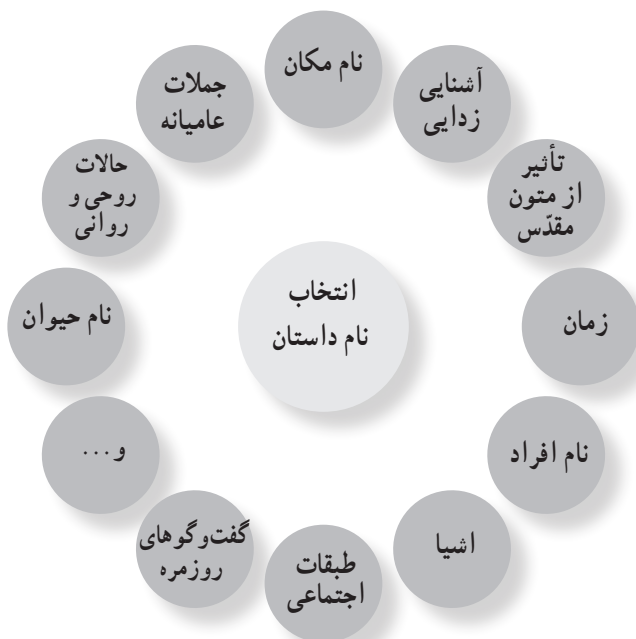 نام مکان
آشنایی
زدایی
تأثیر
از متون
مقدّس
زمان
نام افراد
اشیا
طبقات
اجتماعی
گفت‌وگوهای
روزمره
و...
نام حیوان
حالات
روحی و
روانی
جملات
عامیانه
انتخاب
نام داستان